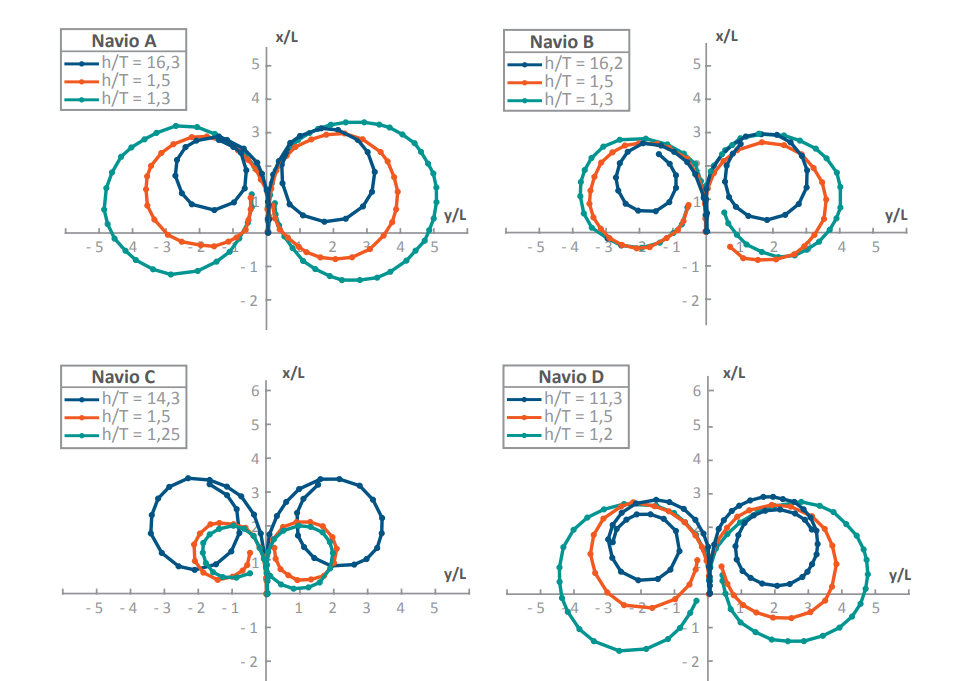 Navio A
h/T = 16,3
h/T = 1,5
h/T = 1,3
x/L
5
4
3
2
1
y/L
- 5 - 4 - 3 - 2 - 1 1 2 3 4 5
- 1
- 2
Navio B
h/T = 16,2
h/T = 1,5
h/T = 1,3
x/L
5
4
3
2
1
y/L
- 5 - 4 - 3 - 2 - 1 1 2 3 4 5
- 1
- 2
Navio C
h/T = 14,3
h/T = 1,5
h/T = 1,25
x/L
6
5
4
3
2
1
y/L
- 5 - 4 - 3 - 2 - 1 1 2 3 4 5
- 1
- 2
Navio D
h/T = 11,3
h/T = 1,5
h/T = 1,2
x/L
6
5
4
3
2
1
y/L
- 5 - 4 - 3 - 2 - 1 1 2 3 4 5
- 1
- 2